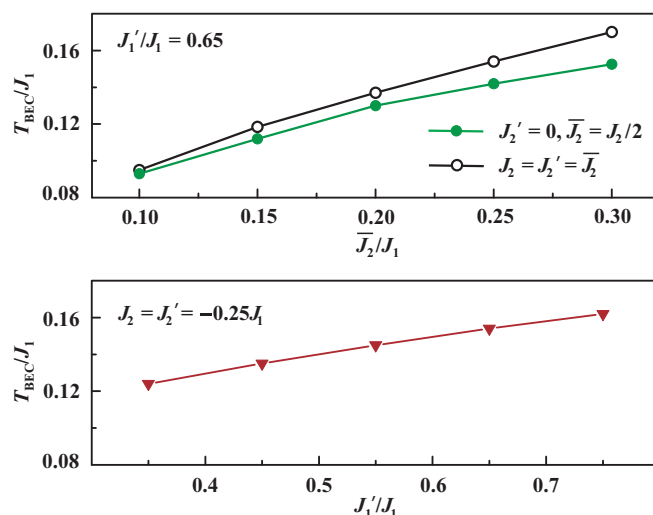 J₁′/J₁ = 0.65
T_BEC/J₁
0.16
0.12
0.08
J₂′ = 0, J̅₂ = J₂/2
J₂ = J₂′ = J̅₂
0.10 0.15 0.20 0.25 0.30
J̅₂/J₁
J₂ = J₂′ = −0.25J₁
T_BEC/J₁
0.16
0.12
0.08
0.4 0.5 0.6 0.7
J₁′/J₁